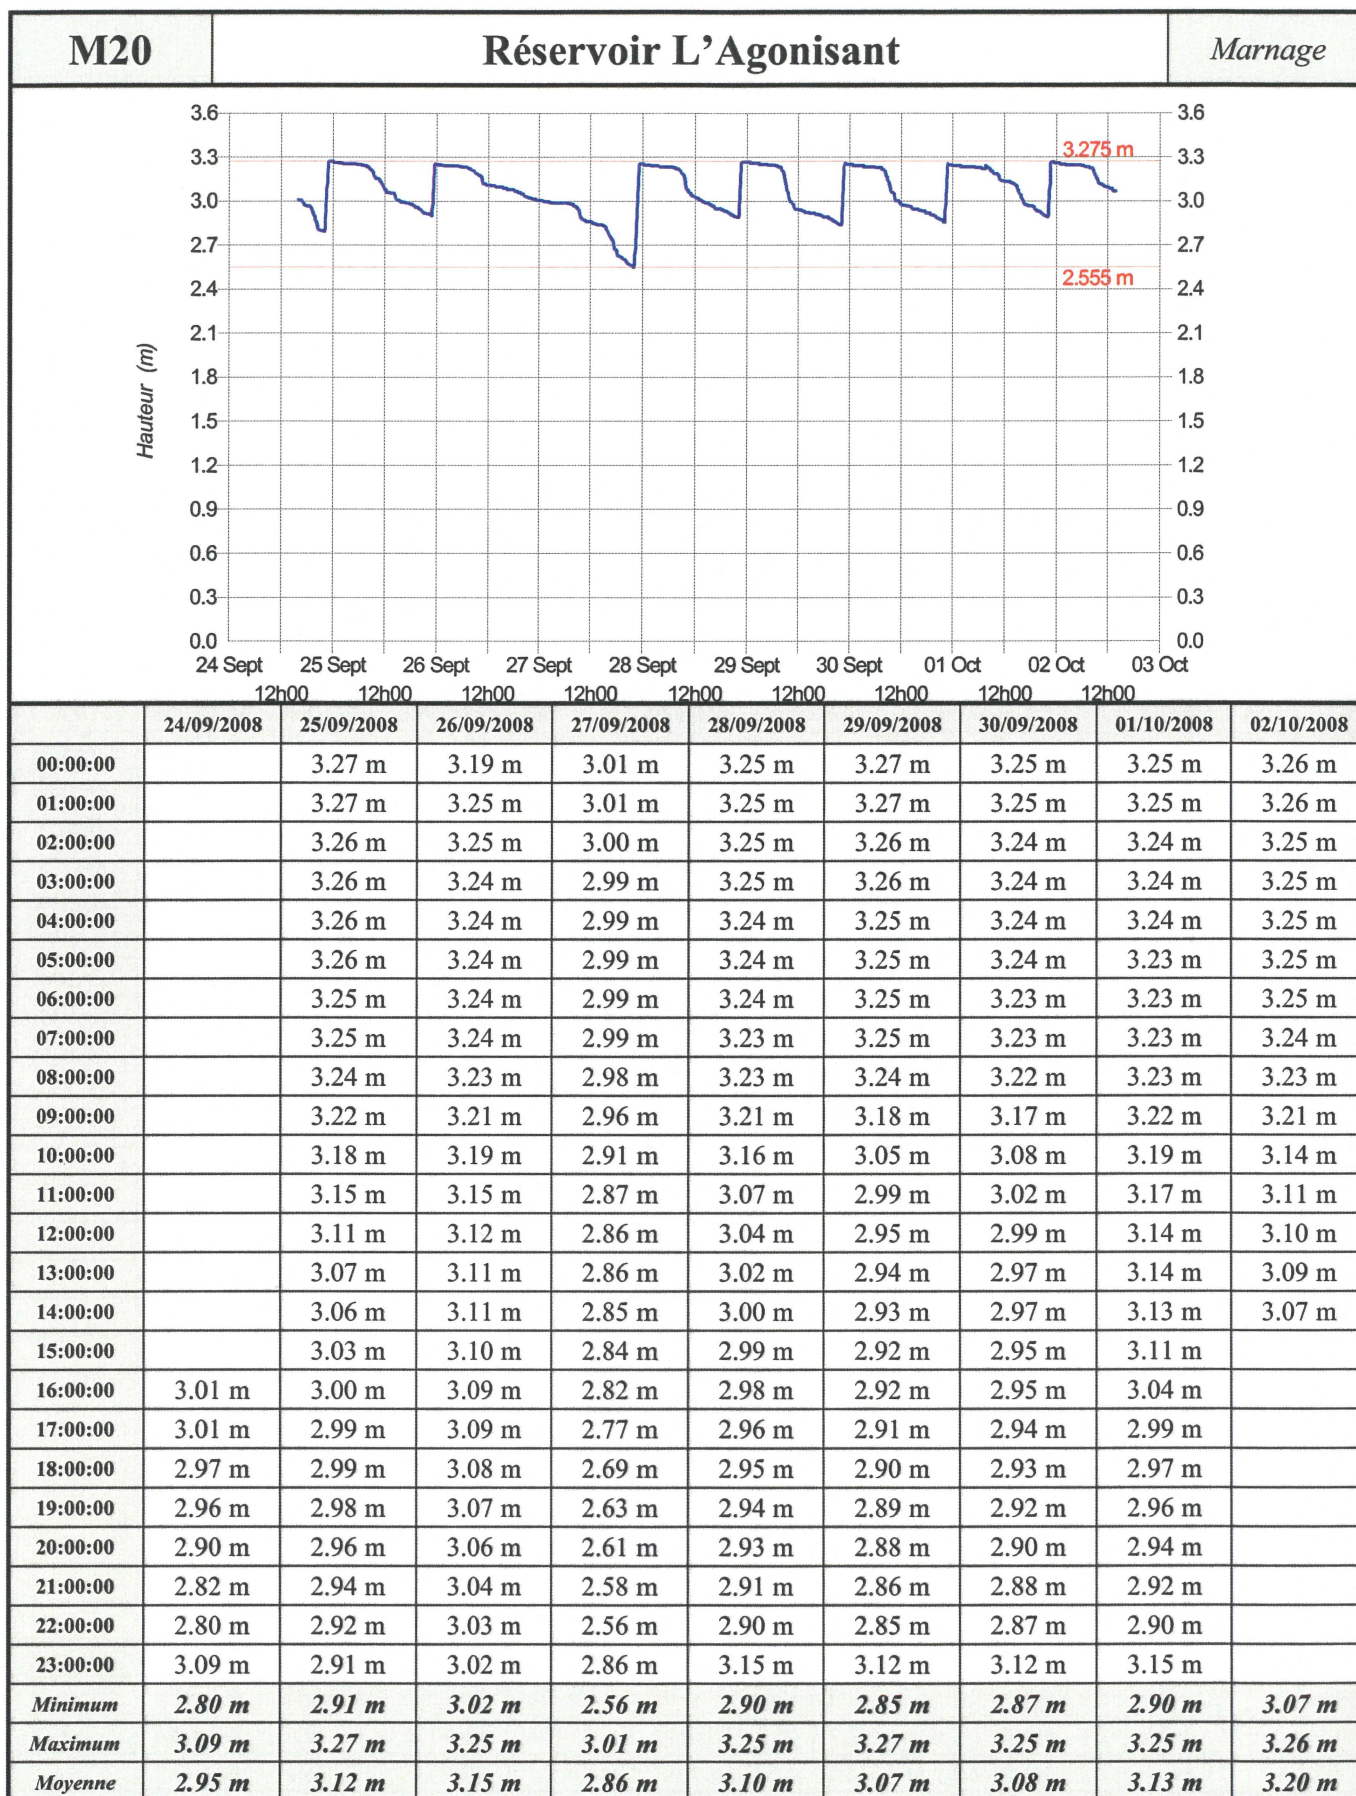 M20 Réservoir L'Agonisant Marnage
3.6 3.6
3.3 3.275 m 3.3
3.0 3.0
2.7 2.7
2.555 m
2.4 2.4
2.1 2.1
Hauteur (m)
1.8 1.8
1.5 1.5
1.2 1.2
0.9 0.9
0.6 0.6
0.3 0.3
0.0 0.0
24 Sept 25 Sept 26 Sept 27 Sept 28 Sept 29 Sept 30 Sept 01 Oct 02 Oct 03 Oct
12h00 12h00 12h00 12h00 12h00 12h00 12h00 12h00 12h00
24/09/2008 25/09/2008 26/09/2008 27/09/2008 28/09/2008 29/09/2008 30/09/2008 01/10/2008 02/10/2008
00:00:00 3.27 m 3.19 m 3.01 m 3.25 m 3.27 m 3.25 m 3.25 m 3.26 m
01:00:00 3.27 m 3.25 m 3.01 m 3.25 m 3.27 m 3.25 m 3.25 m 3.26 m
02:00:00 3.26 m 3.25 m 3.00 m 3.25 m 3.26 m 3.24 m 3.24 m 3.25 m
03:00:00 3.26 m 3.24 m 2.99 m 3.25 m 3.26 m 3.24 m 3.24 m 3.25 m
04:00:00 3.26 m 3.24 m 2.99 m 3.24 m 3.25 m 3.24 m 3.24 m 3.25 m
05:00:00 3.26 m 3.24 m 2.99 m 3.24 m 3.25 m 3.24 m 3.23 m 3.25 m
06:00:00 3.25 m 3.24 m 2.99 m 3.24 m 3.25 m 3.23 m 3.23 m 3.25 m
07:00:00 3.25 m 3.24 m 2.99 m 3.23 m 3.25 m 3.23 m 3.23 m 3.24 m
08:00:00 3.24 m 3.23 m 2.98 m 3.23 m 3.24 m 3.22 m 3.23 m 3.23 m
09:00:00 3.22 m 3.21 m 2.96 m 3.21 m 3.18 m 3.17 m 3.22 m 3.21 m
10:00:00 3.18 m 3.19 m 2.91 m 3.16 m 3.05 m 3.08 m 3.19 m 3.14 m
11:00:00 3.15 m 3.15 m 2.87 m 3.07 m 2.99 m 3.02 m 3.17 m 3.11 m
12:00:00 3.11 m 3.12 m 2.86 m 3.04 m 2.95 m 2.99 m 3.14 m 3.10 m
13:00:00 3.07 m 3.11 m 2.86 m 3.02 m 2.94 m 2.97 m 3.14 m 3.09 m
14:00:00 3.06 m 3.11 m 2.85 m 3.00 m 2.93 m 2.97 m 3.13 m 3.07 m
15:00:00 3.03 m 3.10 m 2.84 m 2.99 m 2.92 m 2.95 m 3.11 m
16:00:00 3.01 m 3.00 m 3.09 m 2.82 m 2.98 m 2.92 m 2.95 m 3.04 m
17:00:00 3.01 m 2.99 m 3.09 m 2.77 m 2.96 m 2.91 m 2.94 m 2.99 m
18:00:00 2.97 m 2.99 m 3.08 m 2.69 m 2.95 m 2.90 m 2.93 m 2.97 m
19:00:00 2.96 m 2.98 m 3.07 m 2.63 m 2.94 m 2.89 m 2.92 m 2.96 m
20:00:00 2.90 m 2.96 m 3.06 m 2.61 m 2.93 m 2.88 m 2.90 m 2.94 m
21:00:00 2.82 m 2.94 m 3.04 m 2.58 m 2.91 m 2.86 m 2.88 m 2.92 m
22:00:00 2.80 m 2.92 m 3.03 m 2.56 m 2.90 m 2.85 m 2.87 m 2.90 m
23:00:00 3.09 m 2.91 m 3.02 m 2.86 m 3.15 m 3.12 m 3.12 m 3.15 m
Minimum 2.80 m 2.91 m 3.02 m 2.56 m 2.90 m 2.85 m 2.87 m 2.90 m 3.07 m
Maximum 3.09 m 3.27 m 3.25 m 3.01 m 3.25 m 3.27 m 3.25 m 3.25 m 3.26 m
Moyenne 2.95 m 3.12 m 3.15 m 2.86 m 3.10 m 3.07 m 3.08 m 3.13 m 3.20 m